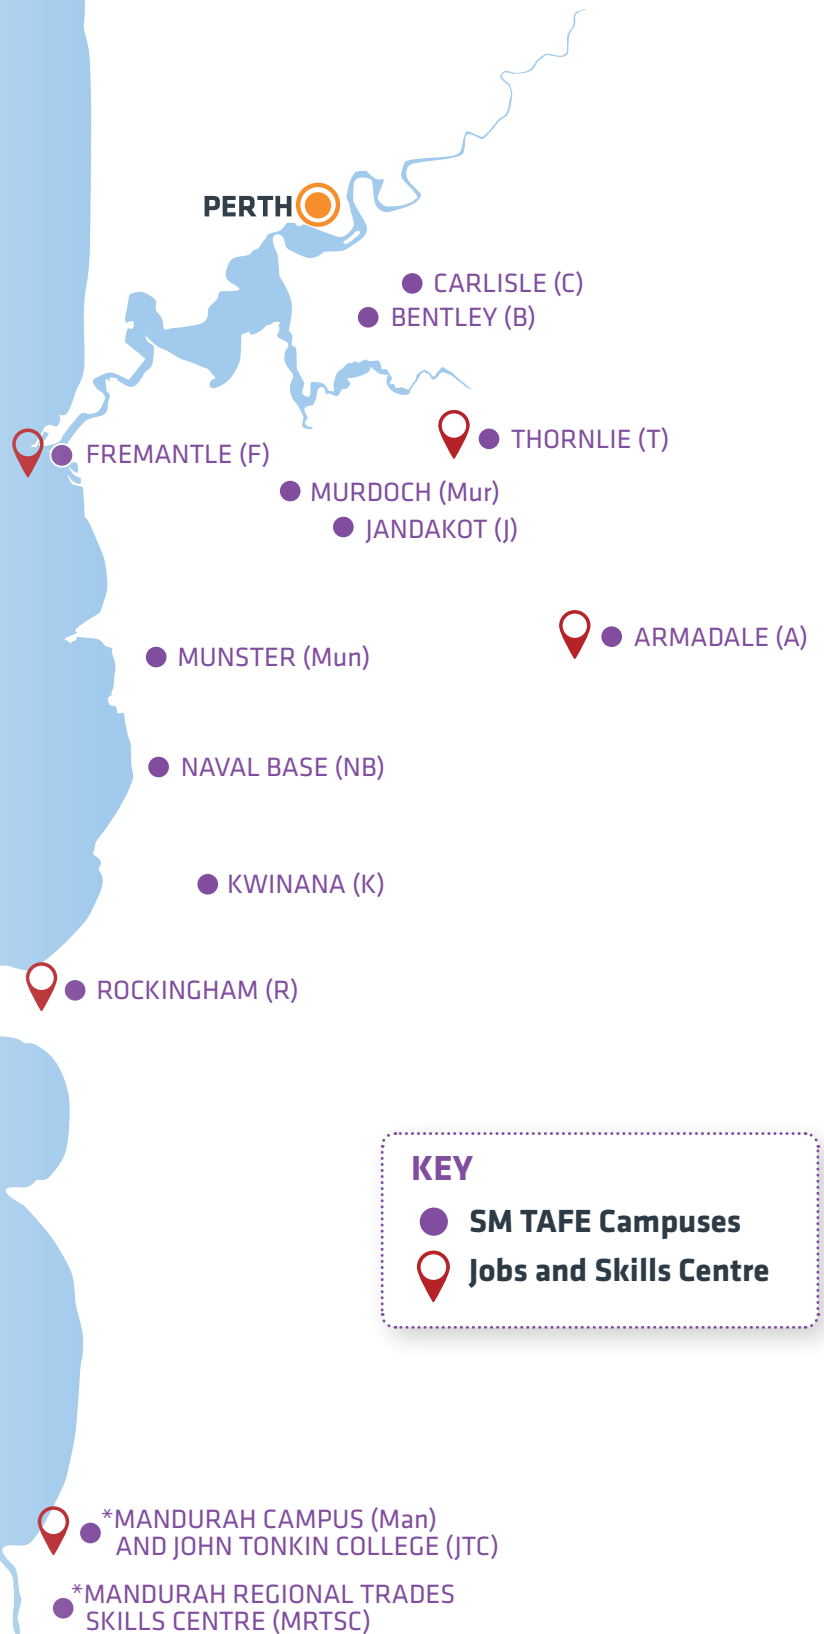 PERTH
CARLISLE (C)
BENTLEY (B)
THORNLIE (T)
FREMANTLE (F)
MURDOCH (Mur)
JANDAKOT (J)
ARMADALE (A)
MUNSTER (Mun)
NAVAL BASE (NB)
KWINANA (K)
ROCKINGHAM (R)
KEY
SM TAFE Campuses
Jobs and Skills Centre
*MANDURAH CAMPUS (Man)
AND JOHN TONKIN COLLEGE (JTC)
*MANDURAH REGIONAL TRADES
SKILLS CENTRE (MRTSC)